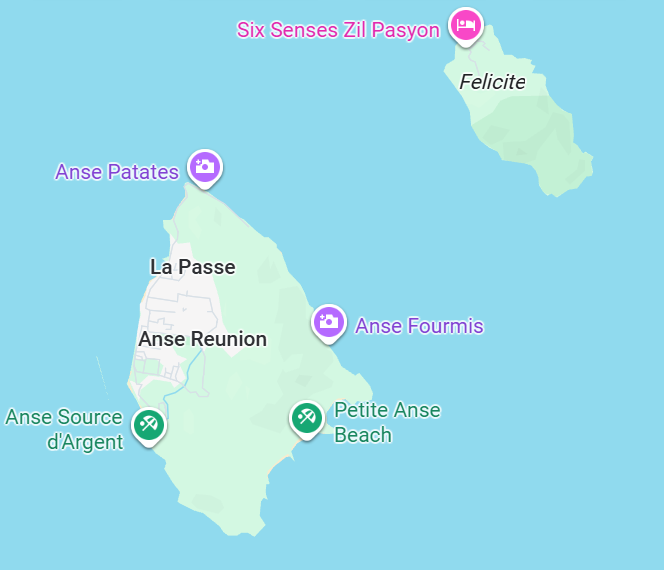 Six Senses Zil Pasyon
Felicite
Anse Patates
La Passe
Anse Fourmis
Anse Reunion
Anse Source
d'Argent
Petite Anse
Beach